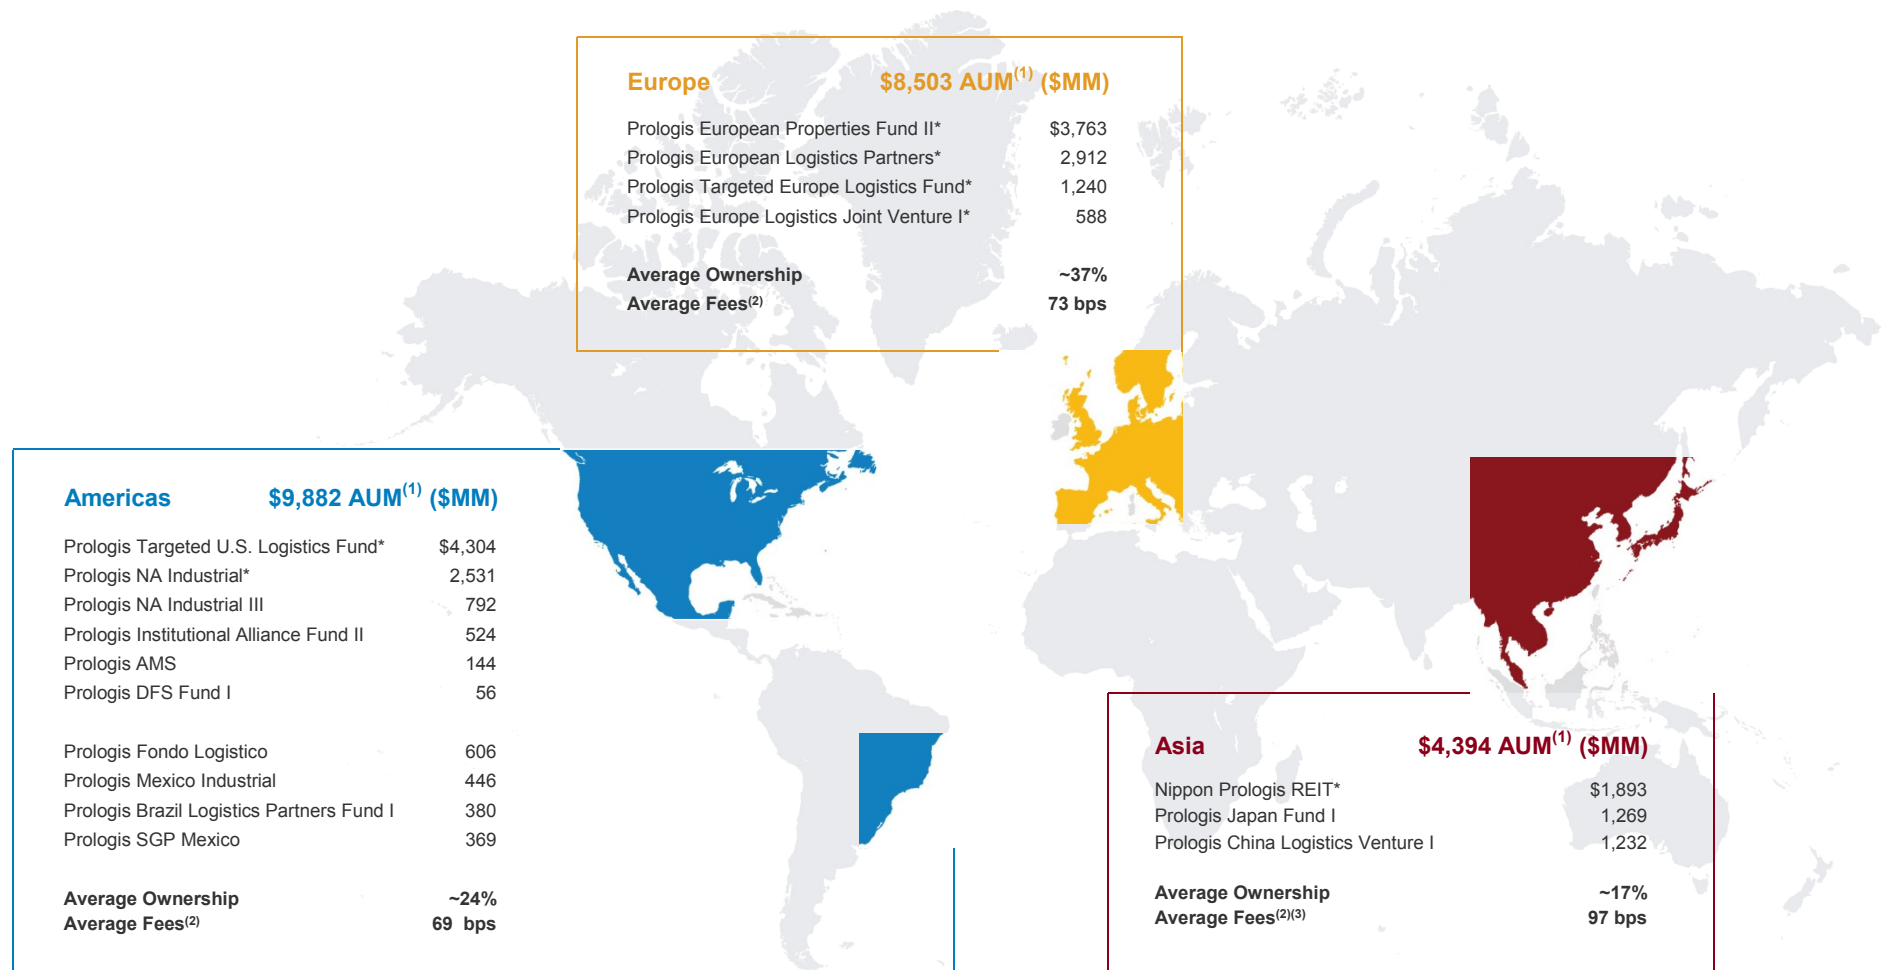 Europe $8,503 AUM(1) ($MM)
Prologis European Properties Fund II* $3,763
Prologis European Logistics Partners* 2,912
Prologis Targeted Europe Logistics Fund* 1,240
Prologis Europe Logistics Joint Venture I* 588
Average Ownership ~37%
Average Fees(2) 73 bps
Americas $9,882 AUM(1) ($MM)
Prologis Targeted U.S. Logistics Fund* $4,304
Prologis NA Industrial* 2,531
Prologis NA Industrial III 792
Prologis Institutional Alliance Fund II 524
Prologis AMS 144
Prologis DFS Fund I 56
Prologis Fondo Logistico 606
Prologis Mexico Industrial 446
Prologis Brazil Logistics Partners Fund I 380
Prologis SGP Mexico 369
Average Ownership ~24%
Average Fees(2) 69 bps
Asia $4,394 AUM(1) ($MM)
Nippon Prologis REIT* $1,893
Prologis Japan Fund I 1,269
Prologis China Logistics Venture I 1,232
Average Ownership ~17%
Average Fees(2)(3) 97 bps